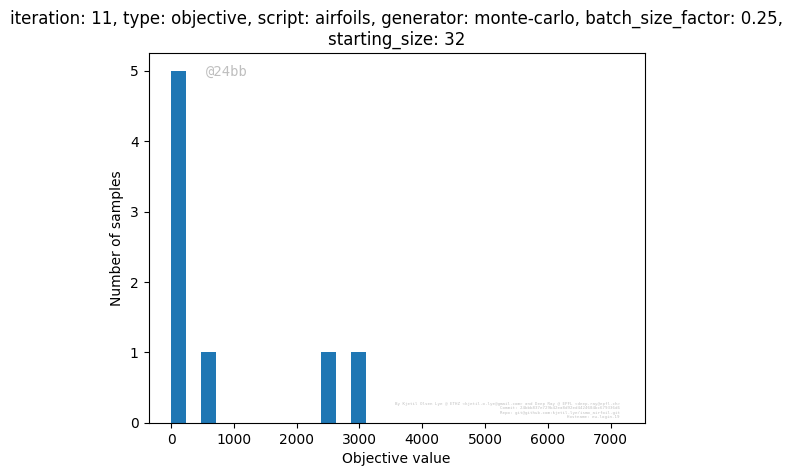 iteration: 11, type: objective, script: airfoils, generator: monte-carlo, batch_size_factor: 0.25,
starting_size: 32
@24bb
5
4
3
2
1
0
Number of samples
0 1000 2000 3000 4000 5000 6000 7000
Objective value